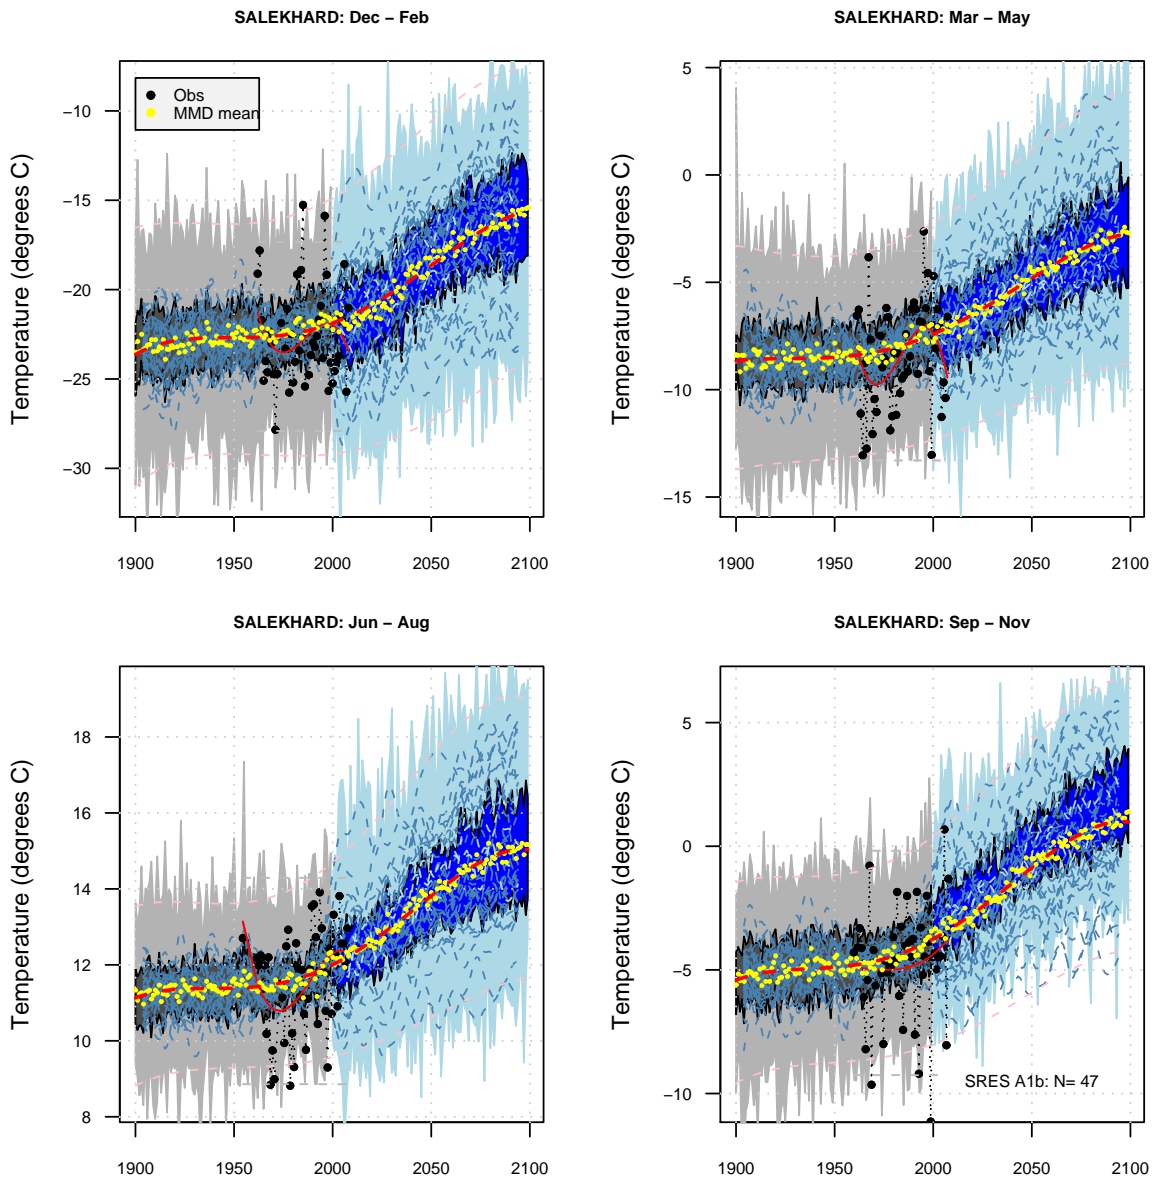 SALEKHARD: Dec − Feb
Temperature (degrees C)
−10
−15
−20
−25
−30
Obs
MMD mean
1900 1950 2000 2050 2100
SALEKHARD: Mar − May
Temperature (degrees C)
5
0
−5
−10
−15
1900 1950 2000 2050 2100
SALEKHARD: Jun − Aug
Temperature (degrees C)
18
16
14
12
10
8
1900 1950 2000 2050 2100
SALEKHARD: Sep − Nov
Temperature (degrees C)
5
0
−5
−10
SRES A1b: N= 47
1900 1950 2000 2050 2100